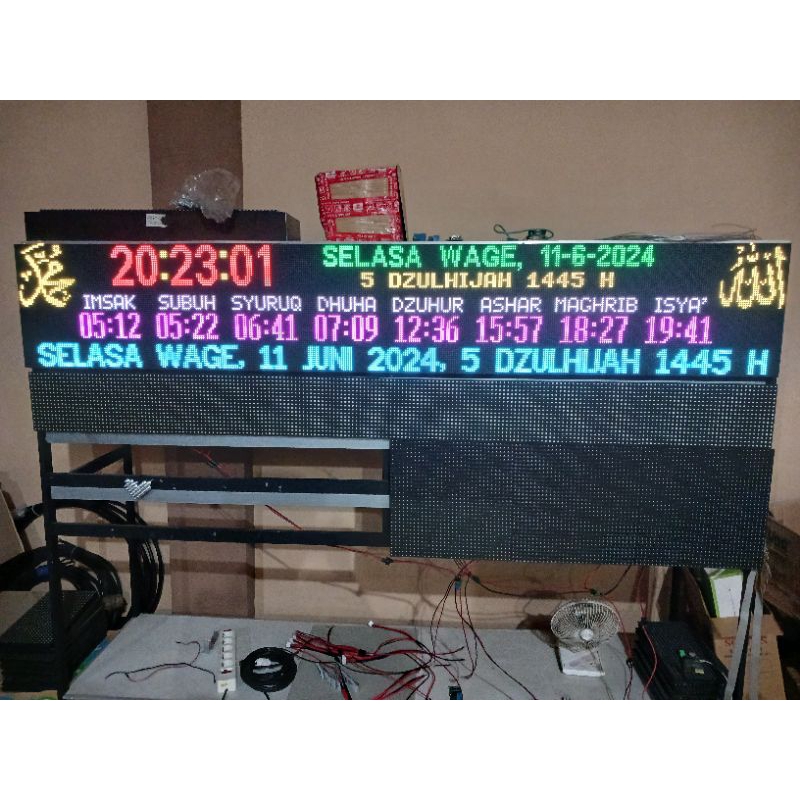 20:23:01
SELASA WAGE, 11-6-2024
5 DZULHIJAH 1445 H
محمد
الله
IMSAK SUBUH SYURUQ DHUHA DZUHUR ASHAR MAGHRIB ISYA'
05:12 05:22 06:41 07:09 12:36 15:57 18:27 19:41
SELASA WAGE, 11 JUNI 2024, 5 DZULHIJAH 1445 H